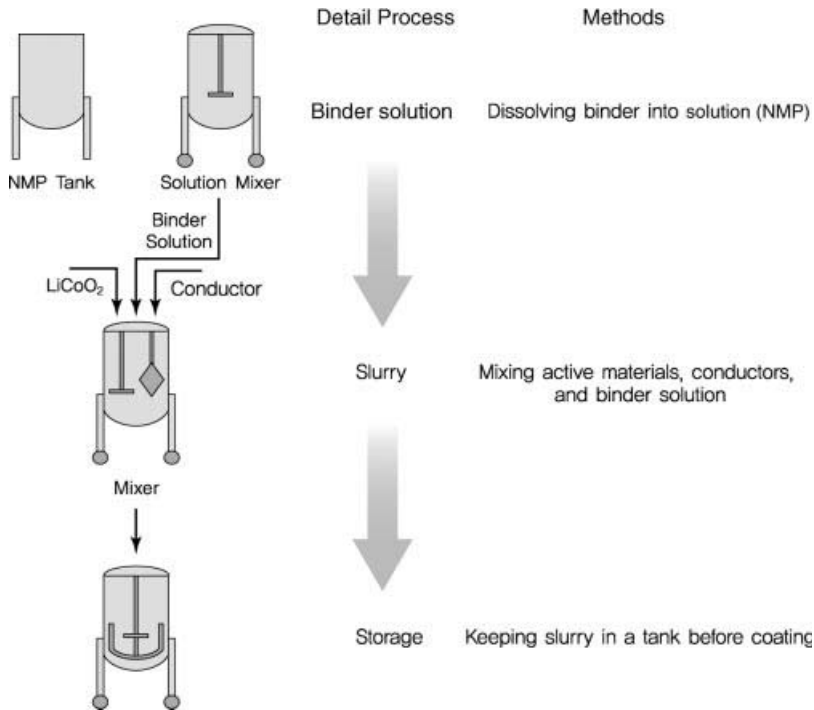 Detail Process
Methods
Binder solution
Dissolving binder into solution (NMP)
NMP Tank
Solution Mixer
Binder
Solution
LiCoO₂
Conductor
Slurry
Mixing active materials, conductors,
and binder solution
Mixer
Storage
Keeping slurry in a tank before coating